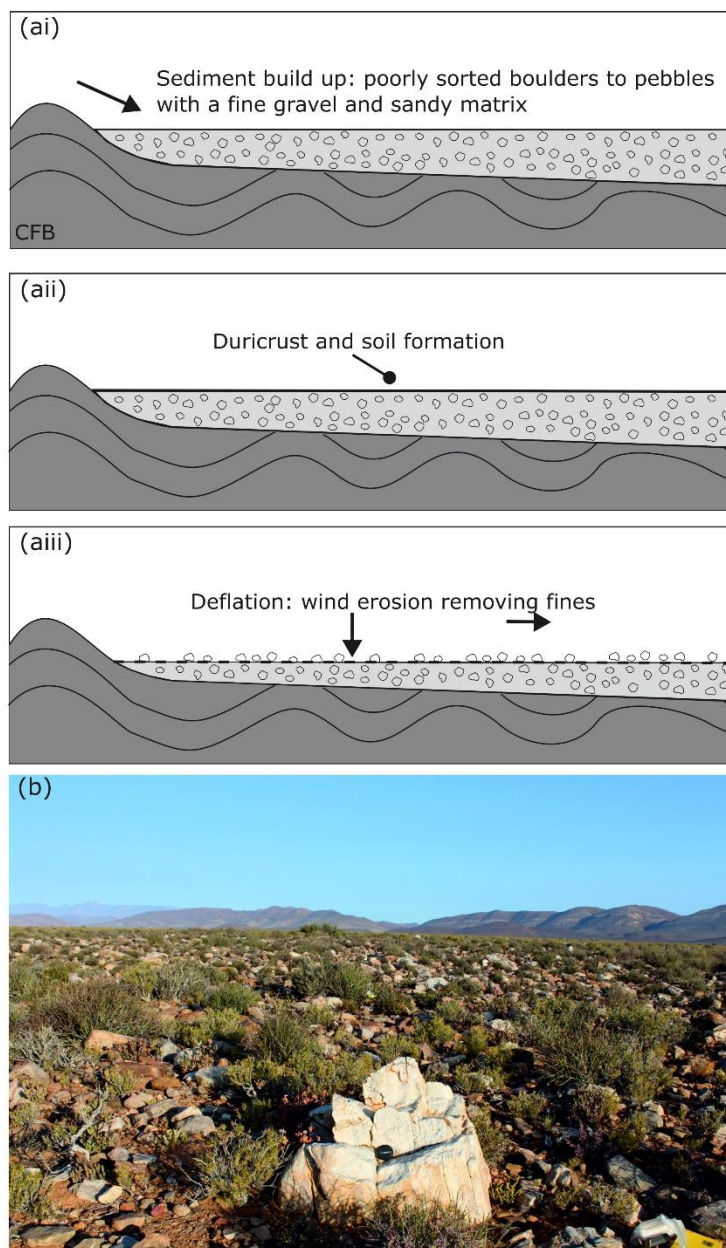 (ai)
Sediment build up: poorly sorted boulders to pebbles
with a fine gravel and sandy matrix
CFB
(aii)
Duricrust and soil formation
(aiii)
Deflation: wind erosion removing fines
(b)